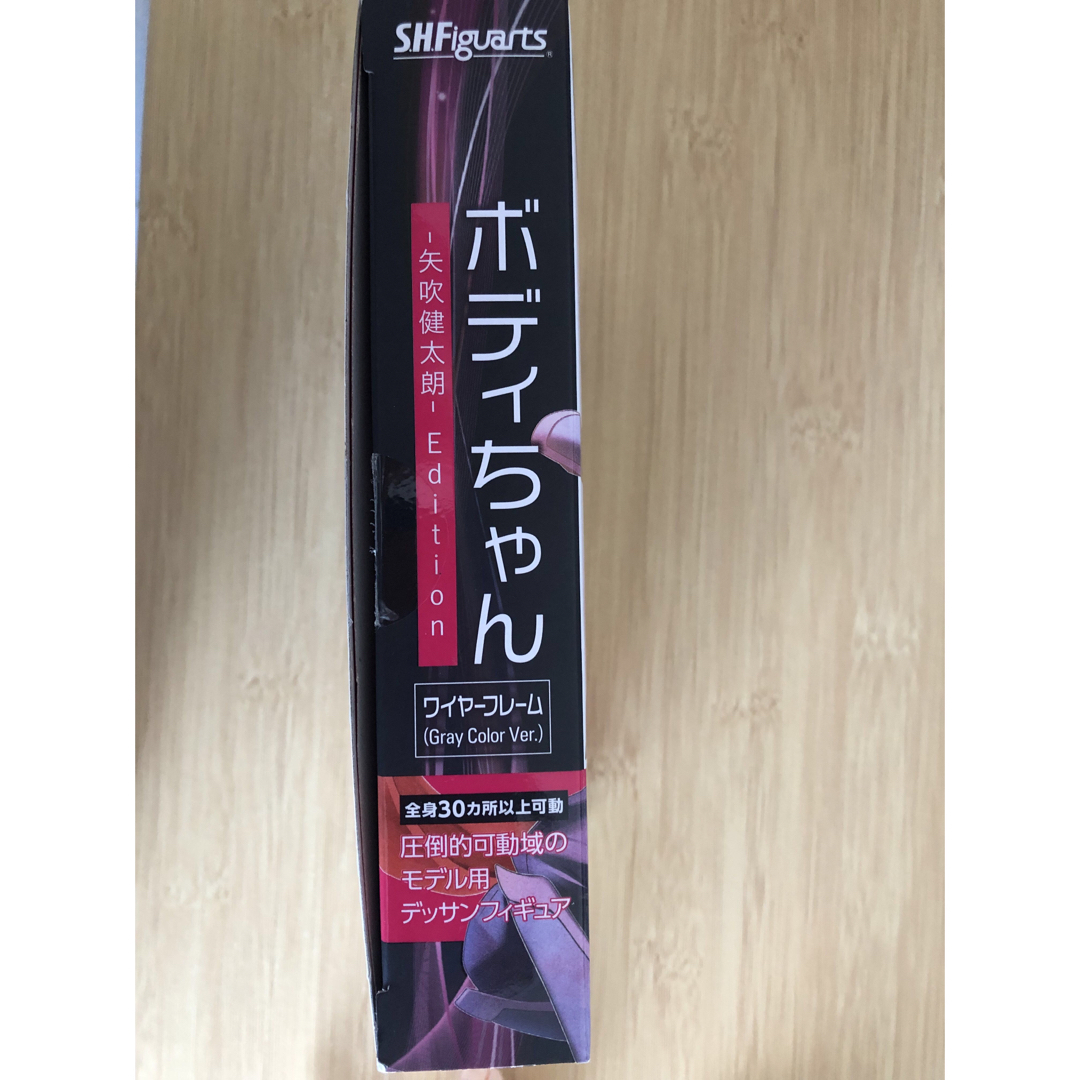 S.H.Figuarts®
ボディちゃん
-矢吹健太朗- Edition
ワイヤーフレーム
(Gray Color Ver.)
全身30カ所以上可動
圧倒的可動域の
モデル用
デッサンフィギュア